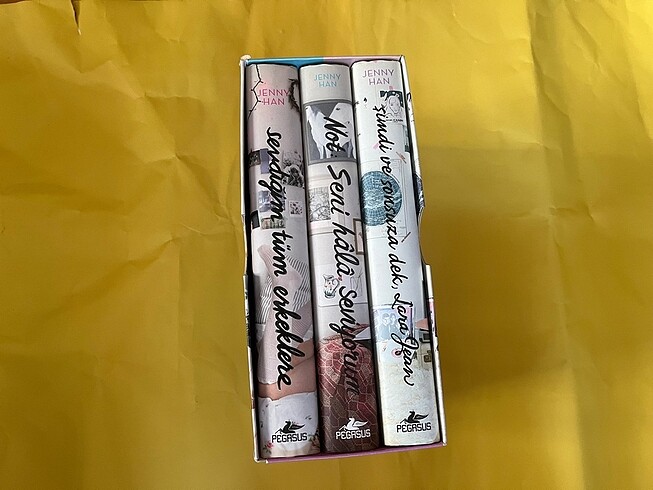 JENNY
HAN
sevdiğim tüm erkeklere
PEGASUS
JENNY
HAN
Not: Seni hâlâ seviyorum
PEGASUS
JENNY
HAN
şimdi ve sonsuza dek, Lara Jean
PEGASUS